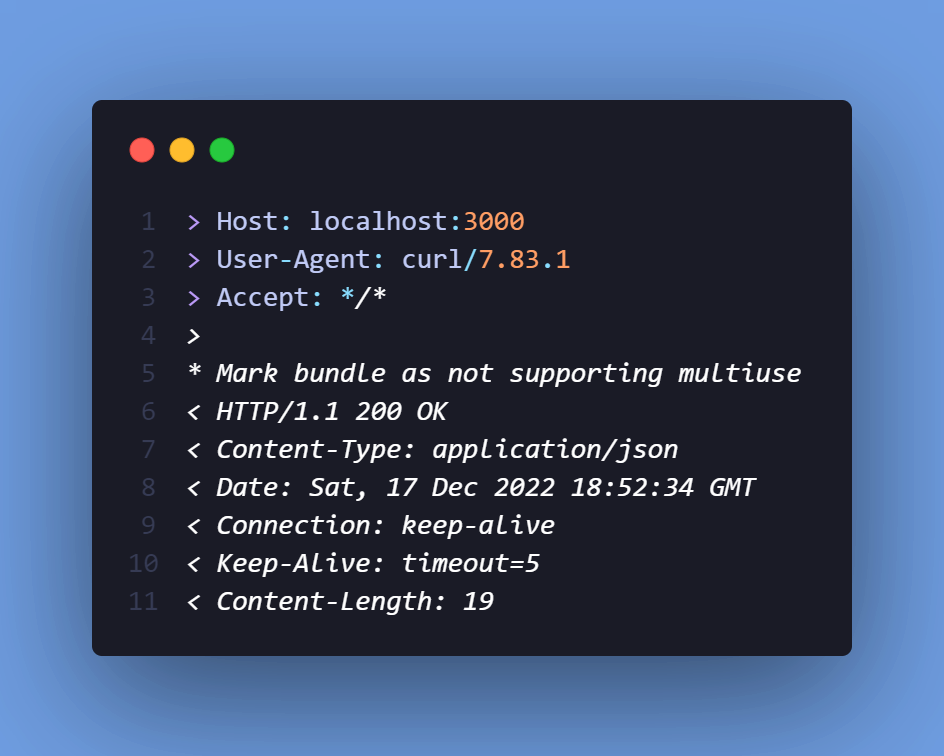 1 > Host: localhost:3000
2 > User-Agent: curl/7.83.1
3 > Accept: */*
4 >
5 * Mark bundle as not supporting multiuse
6 < HTTP/1.1 200 OK
7 < Content-Type: application/json
8 < Date: Sat, 17 Dec 2022 18:52:34 GMT
9 < Connection: keep-alive
10 < Keep-Alive: timeout=5
11 < Content-Length: 19